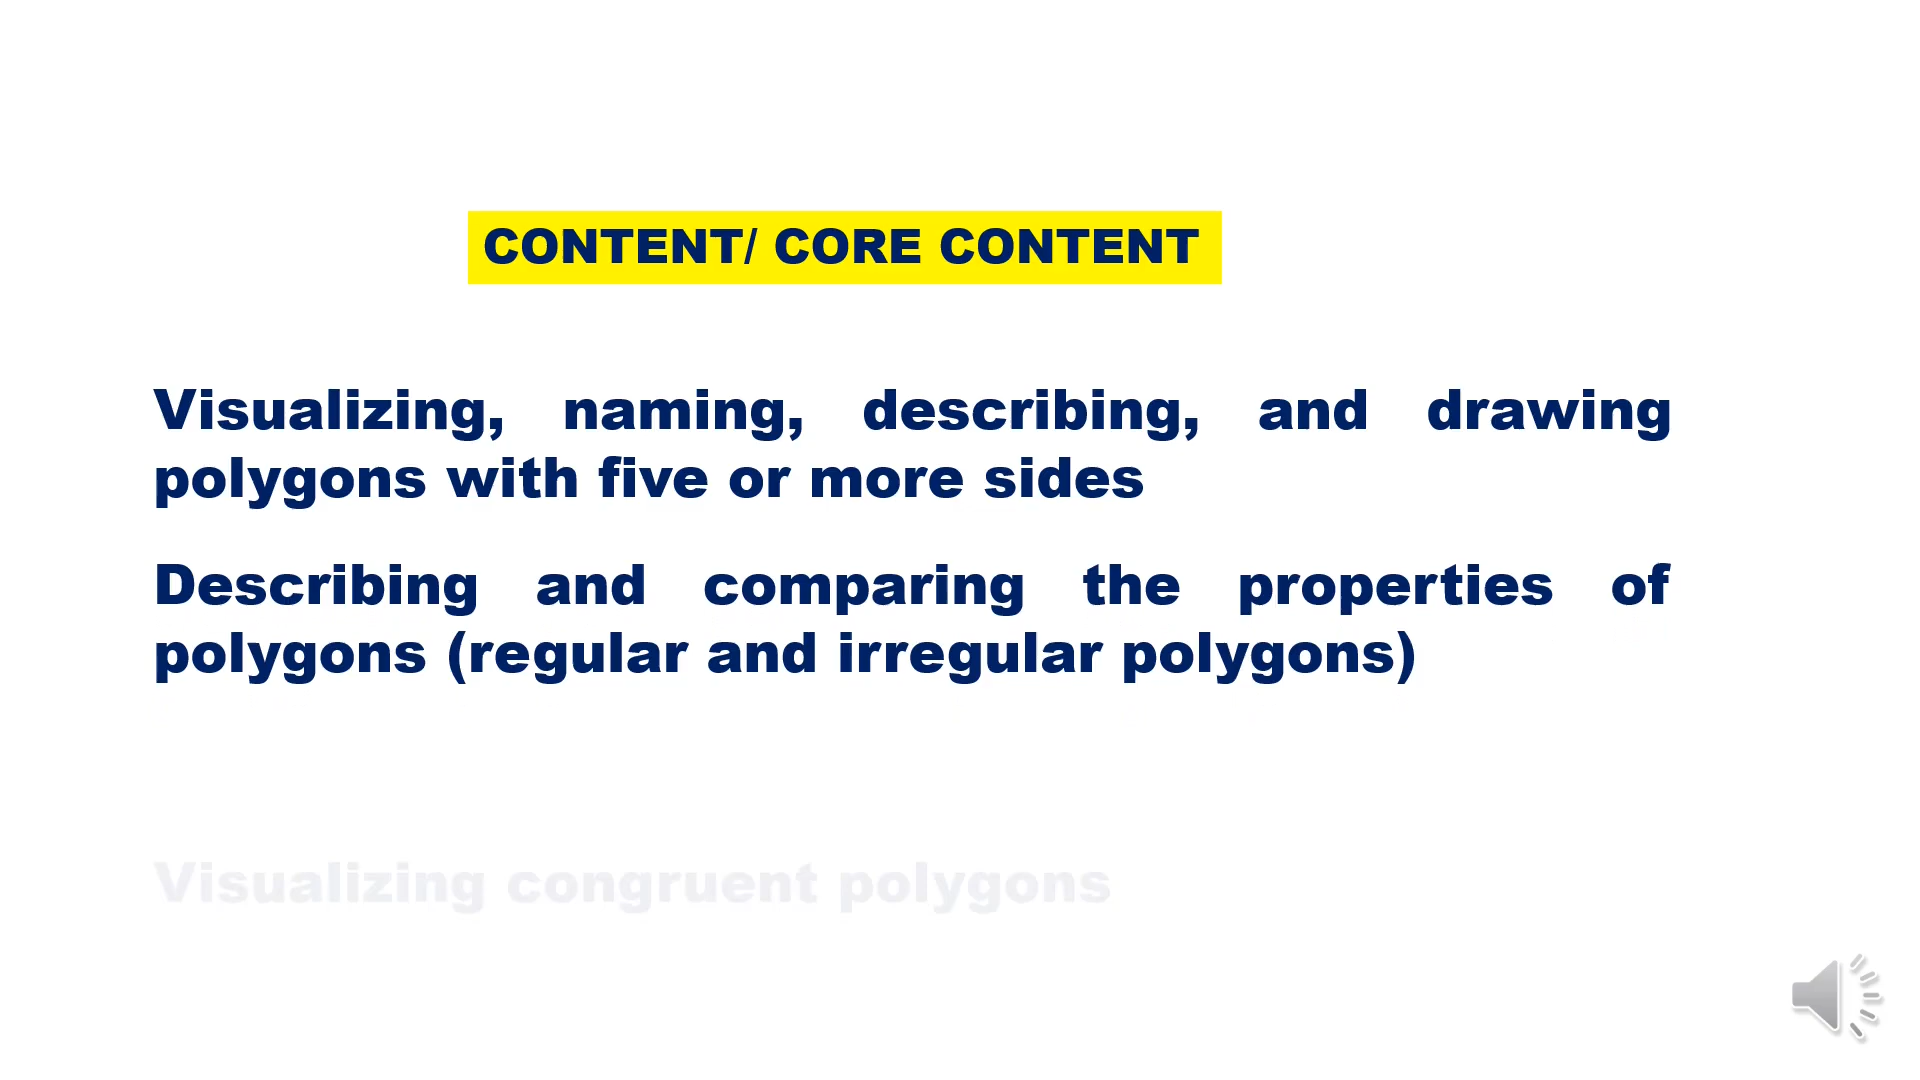 CONTENT/ CORE CONTENT
Visualizing, naming, describing, and drawing
polygons with five or more sides
Describing and comparing the properties of
polygons (regular and irregular polygons)
Visualizing congruent polygons